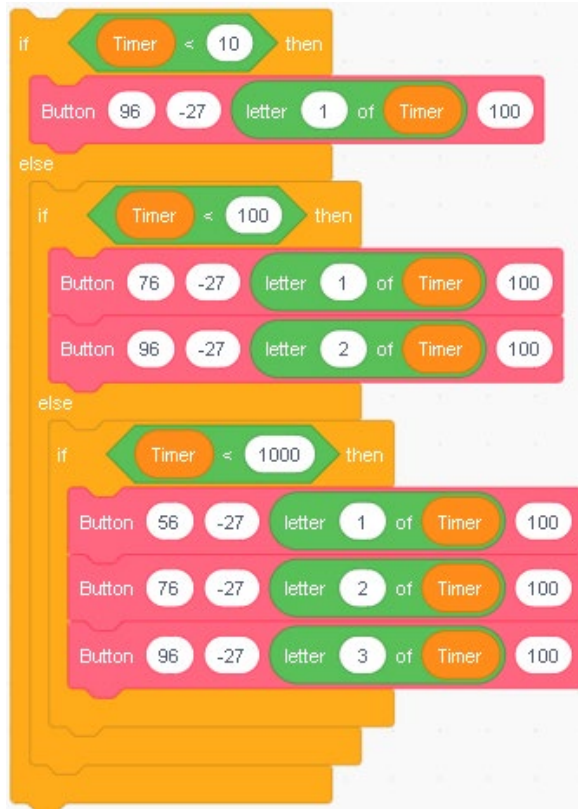 if Timer < 10 then
Button 96 -27 letter 1 of Timer 100
else
if Timer < 100 then
Button 76 -27 letter 1 of Timer 100
Button 96 -27 letter 2 of Timer 100
else
if Timer < 1000 then
Button 56 -27 letter 1 of Timer 100
Button 76 -27 letter 2 of Timer 100
Button 96 -27 letter 3 of Timer 100